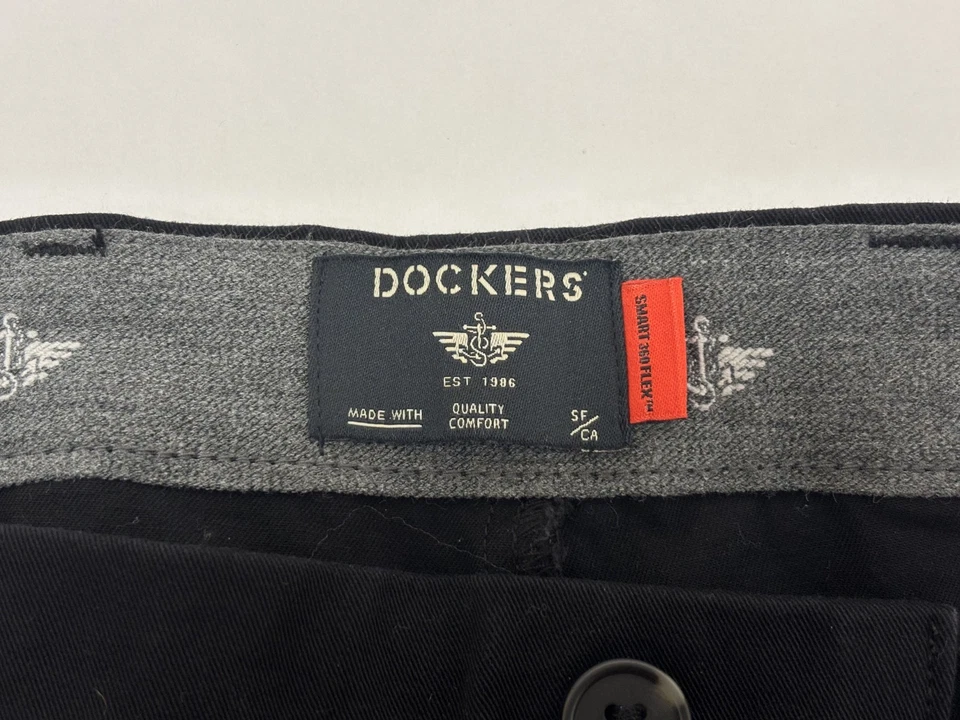 DOCKERS®
EST 1986
MADE WITH
QUALITY
COMFORT
SF/
CA
SMART 360 FLEX™